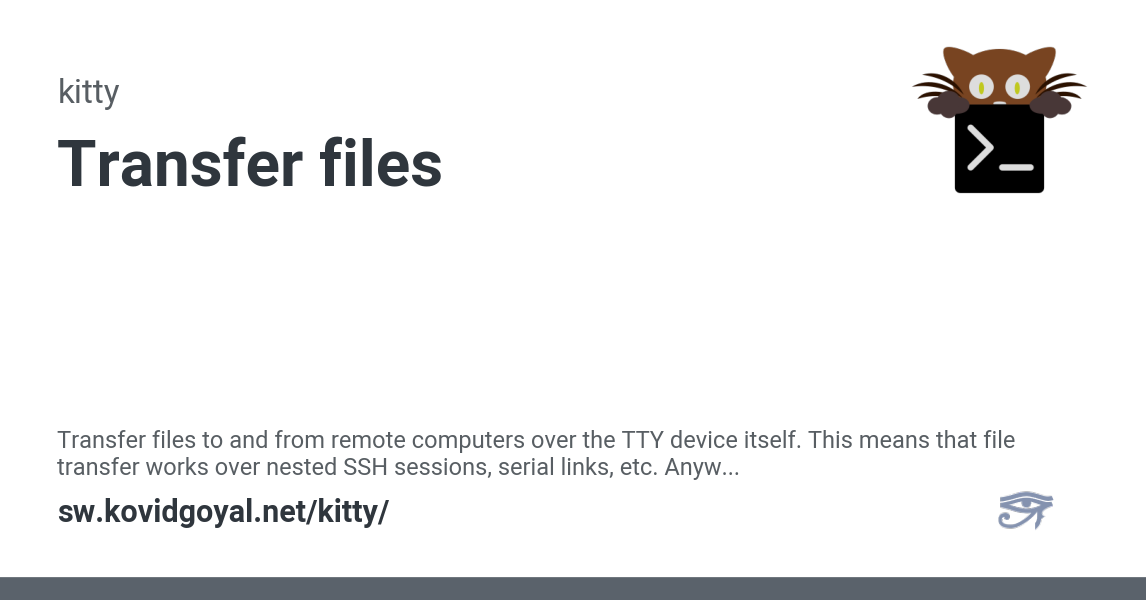 kitty
Transfer files
Transfer files to and from remote computers over the TTY device itself. This means that file
transfer works over nested SSH sessions, serial links, etc. Anyw...
sw.kovidgoyal.net/kitty/